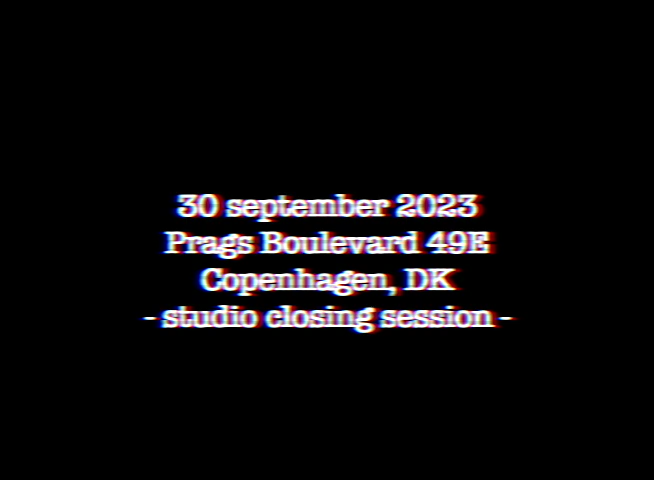 30 september 2023
Prags Boulevard 49E
Copenhagen, DK
- studio closing session -